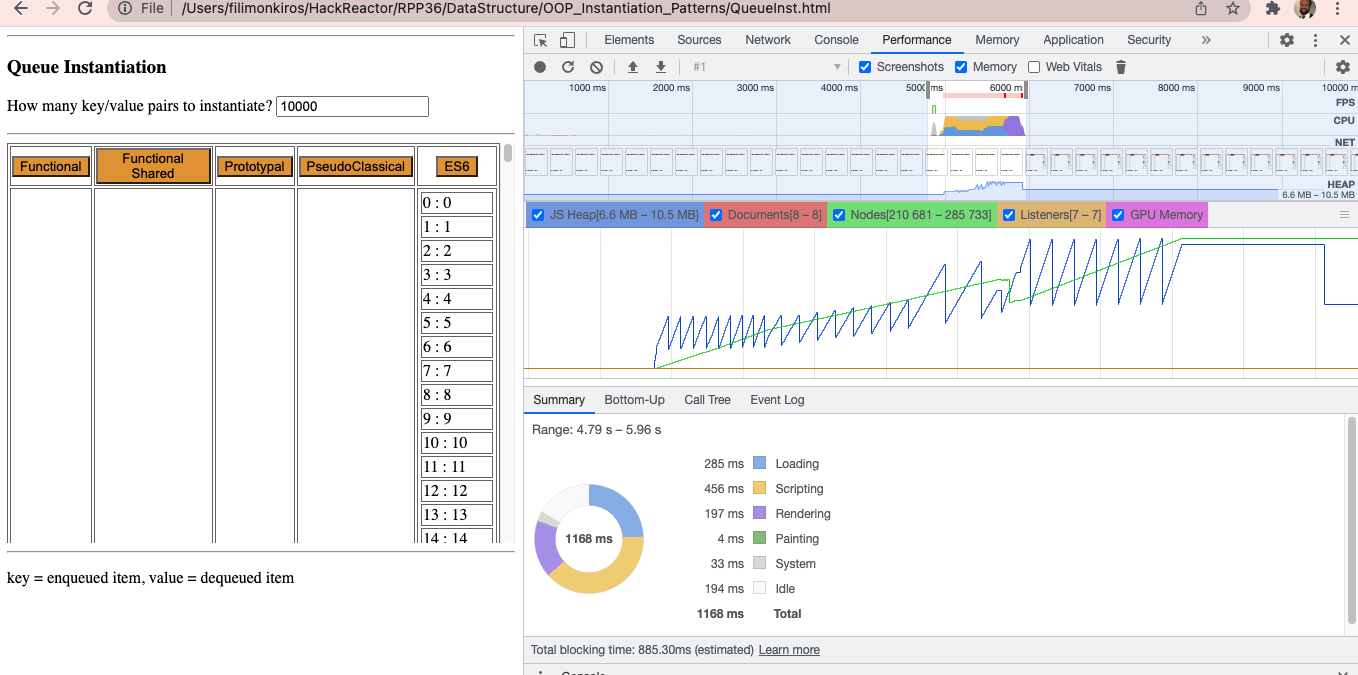 File /Users/filimonkiros/HackReactor/RPP36/DataStructure/OOP_Instantiation_Patterns/QueueInst.html
Queue Instantiation
How many key/value pairs to instantiate? 10000
Functional
Functional
Shared
Prototypal
PseudoClassical
ES6
0 : 0
1 : 1
2 : 2
3 : 3
4 : 4
5 : 5
6 : 6
7 : 7
8 : 8
9 : 9
10 : 10
11 : 11
12 : 12
13 : 13
14 : 14
key = enqueued item, value = dequeued item
Elements Sources Network Console Performance Memory Application Security »
#1 Screenshots Memory Web Vitals
1000 ms 2000 ms 3000 ms 4000 ms 5000 ms 6000 ms 7000 ms 8000 ms 9000 ms 10000 m
FPS
CPU
NET
HEAP
6.6 MB – 10.5 MB
JS Heap[6.6 MB – 10.5 MB] Documents[8 – 8] Nodes[210 681 – 285 733] Listeners[7 – 7] GPU Memory
Summary Bottom-Up Call Tree Event Log
Range: 4.79 s – 5.96 s
1168 ms
285 ms Loading
456 ms Scripting
197 ms Rendering
4 ms Painting
33 ms System
194 ms Idle
1168 ms Total
Total blocking time: 885.30ms (estimated) Learn more
Console